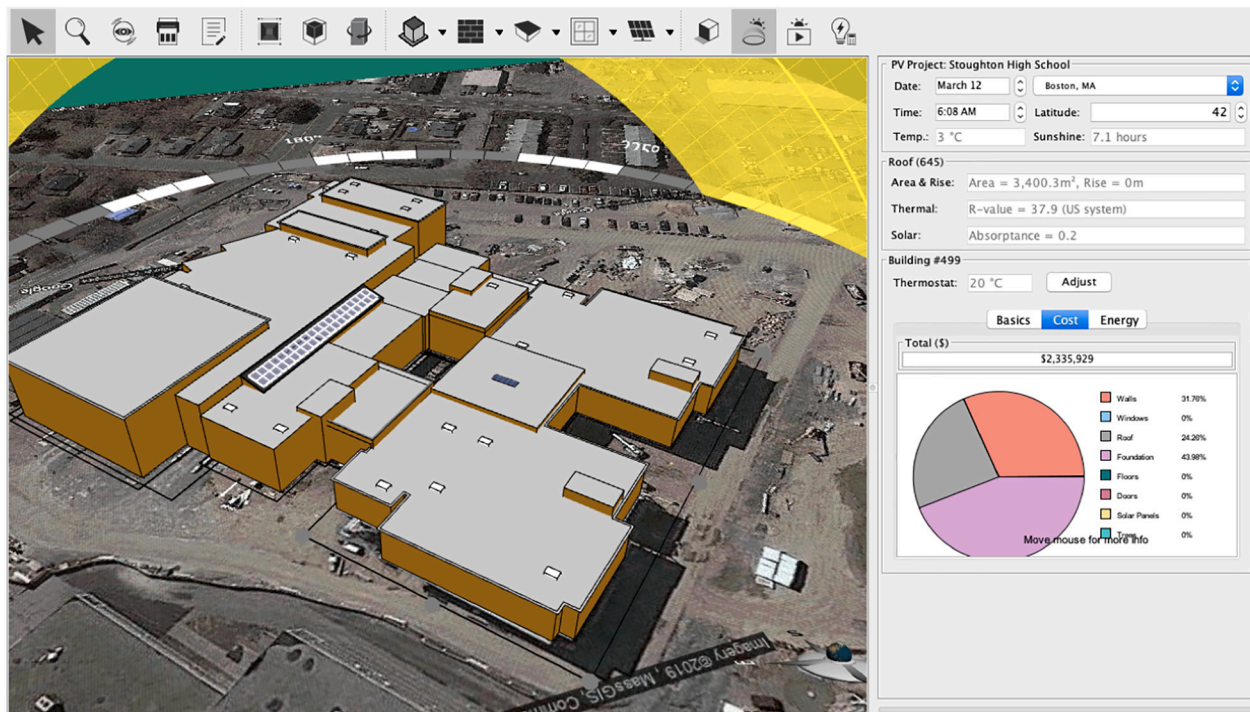 PV Project: Stoughton High School
Date: March 12 Boston, MA
Time: 6:08 AM Latitude: 42
Temp.: 3 °C Sunshine: 7.1 hours
Roof (645)
Area & Rise: Area = 3,400.3m², Rise = 0m
Thermal: R-value = 37.9 (US system)
Solar: Absorptance = 0.2
Building #499
Thermostat: 20 °C Adjust
Basics Cost Energy
Total ($)
$2,335,929
Walls 31.76%
Windows 0%
Roof 24.26%
Foundation 43.98%
Floors 0%
Doors 0%
Solar Panels 0%
Trees 0%
Move mouse for more info
180°
Google
Imagery ©2019, MassGIS,